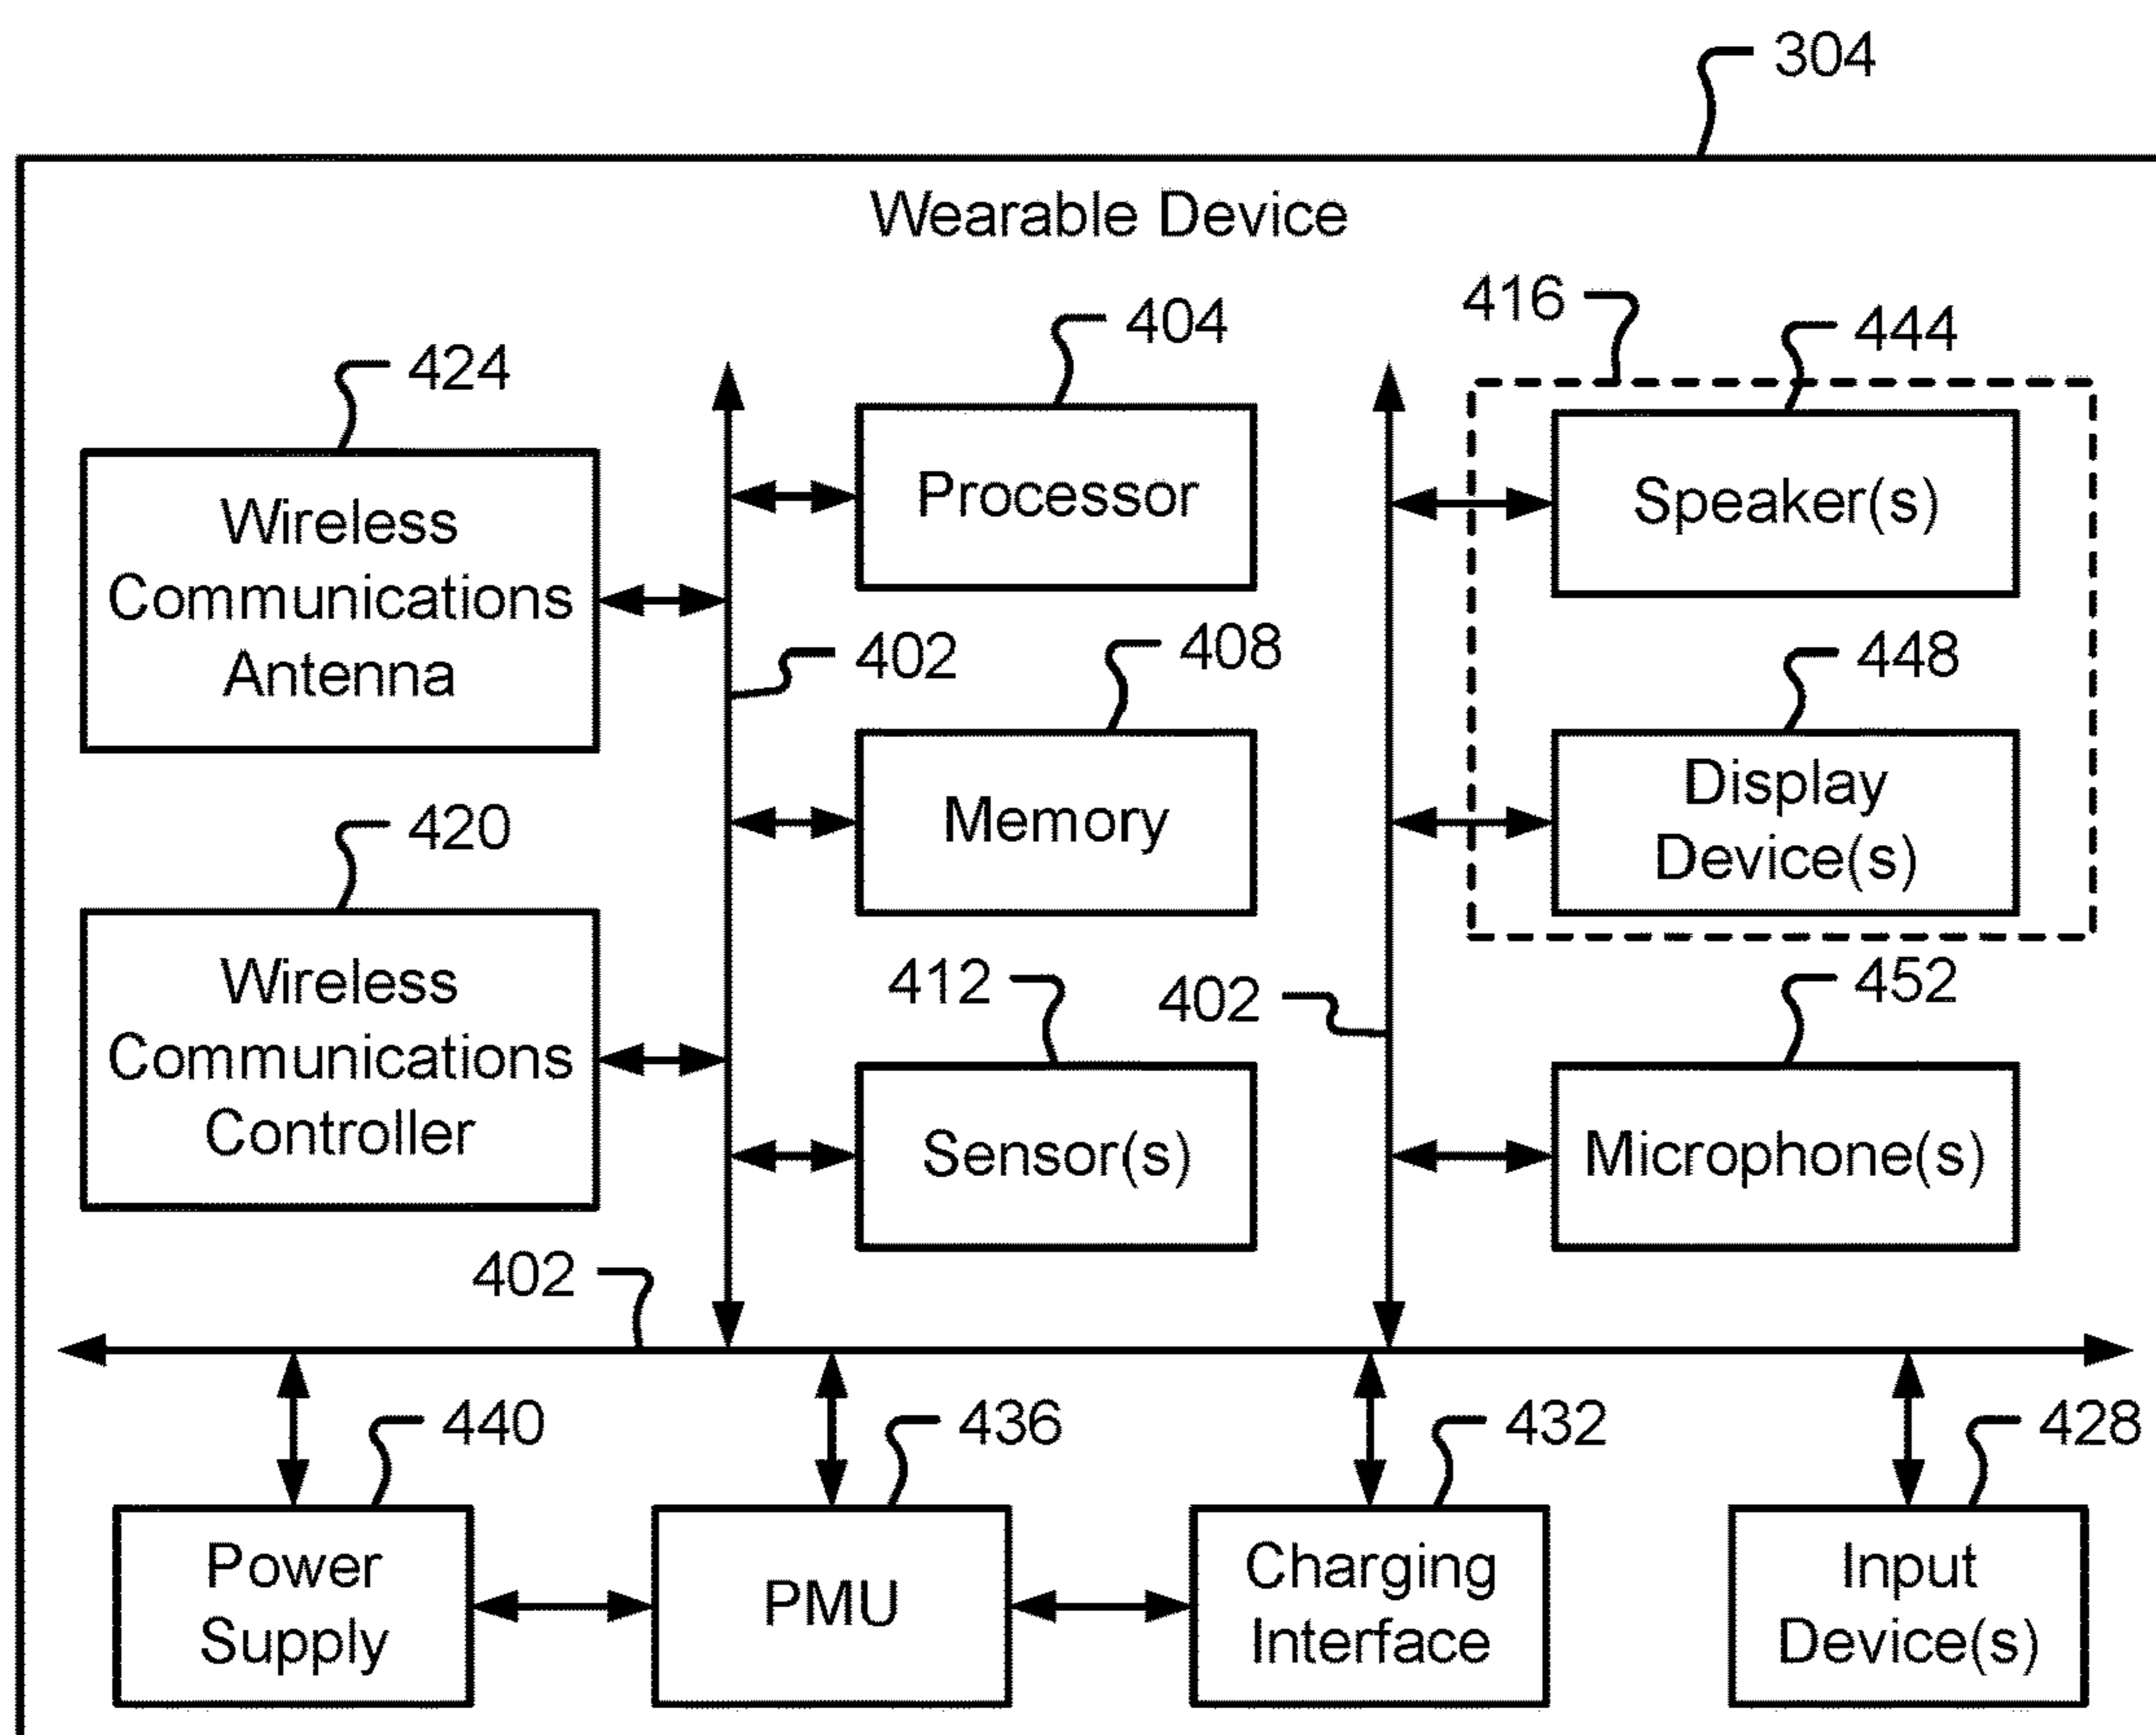 304
Wearable Device
416
404
444
424
Processor
Speaker(s)
Wireless
Communications
Antenna
402
408
448
Memory
Display
Device(s)
420
Wireless
Communications
Controller
412
402
452
Sensor(s)
Microphone(s)
402
440
436
432
428
Power
Supply
PMU
Charging
Interface
Input
Device(s)